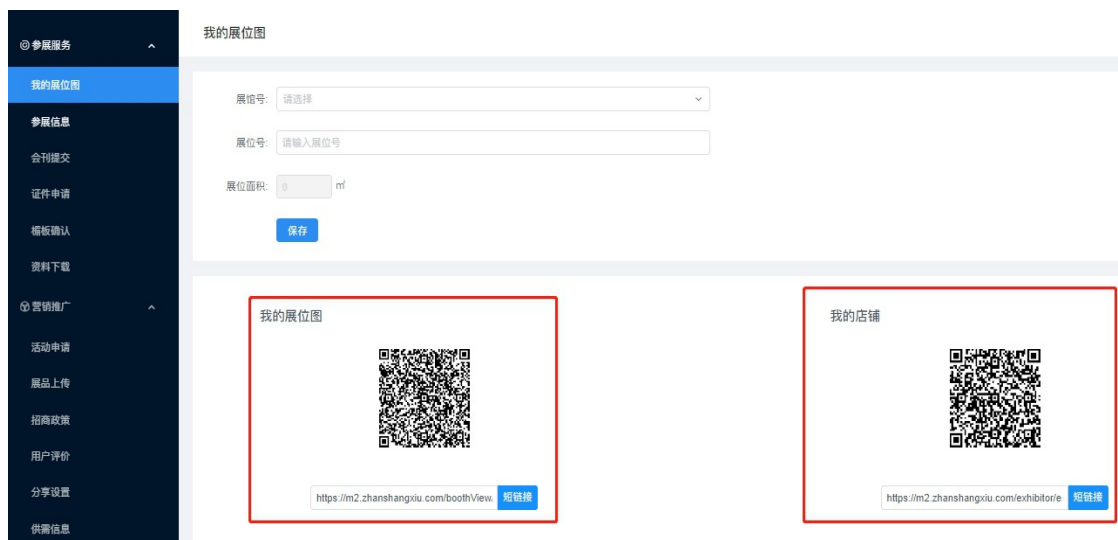 参展服务
我的展位图
参展信息
会刊提交
证件申请
楣板确认
资料下载
营销推广
活动申请
展品上传
招商政策
用户评价
分享设置
供需信息
我的展位图
展馆号: 请选择
展位号: 请输入展位号
展位面积: 0 ㎡
保存
我的展位图
https://m2.zhanshangxiu.com/boothView. 短链接
我的店铺
https://m2.zhanshangxiu.com/exhibitor/e 短链接